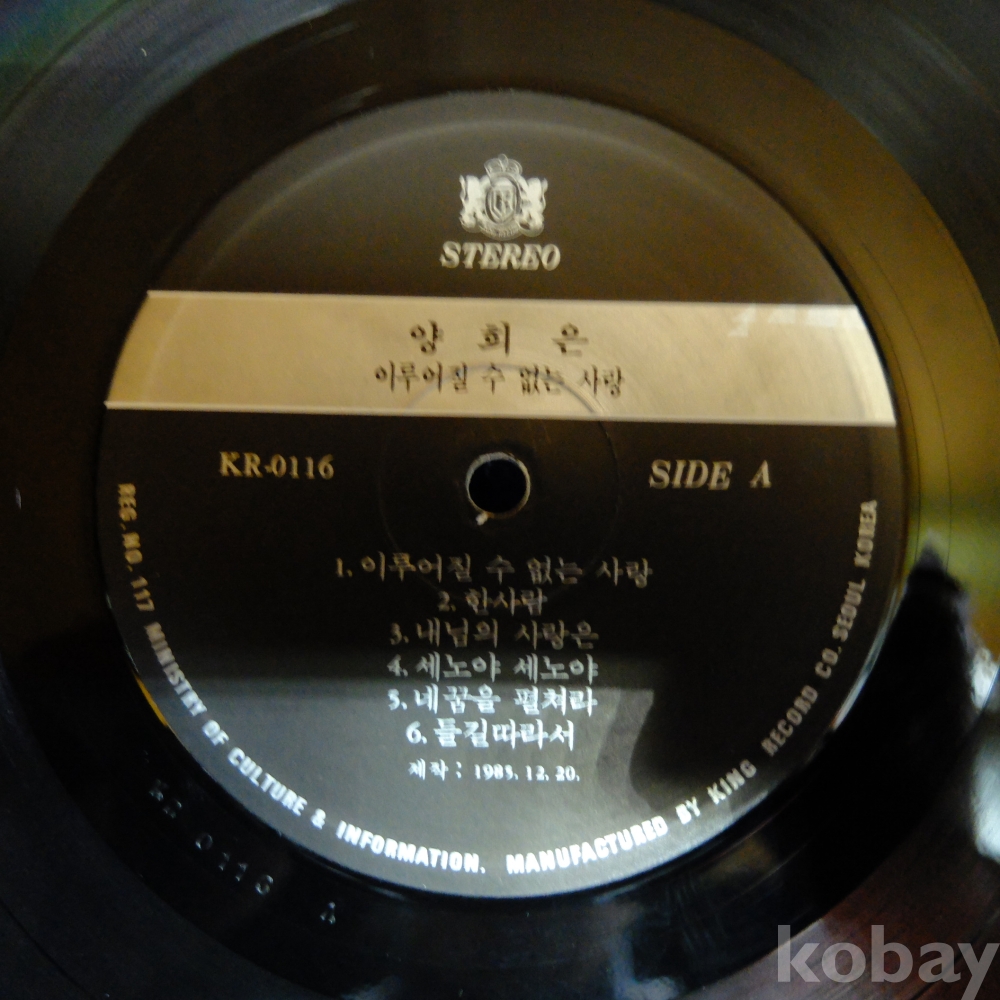 STEREO
양 희 은
이루어질 수 없는 사랑
KR-0116
SIDE A
1. 이루어질 수 없는 사랑
2. 한사람
3. 내님의 사랑은
4. 세노야 세노야
5. 네꿈을 펼쳐라
6. 들길따라서
제작 : 1985. 12. 20.
REG. NO. 117 MINISTRY OF CULTURE & INFORMATION. MANUFACTURED BY KING RECORD CO. SEOUL KOREA
0116 A
kobay